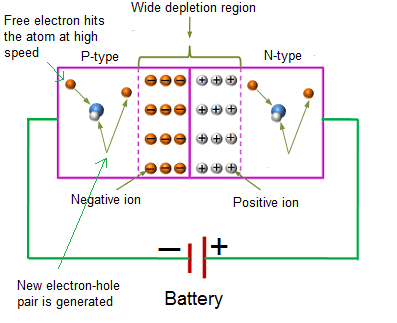 Wide depletion region
Free electron hits
the atom at high
speed
P-type
N-type
Negative ion
Positive ion
− +
New electron-hole
pair is generated
Battery